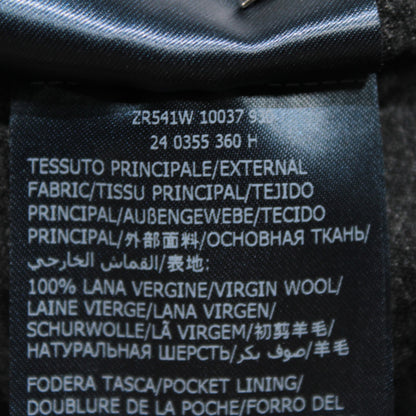 ZR541W 10037
24 0355 360 H
TESSUTO PRINCIPALE/EXTERNAL
FABRIC/TISSU PRINCIPAL/TEJIDO
PRINCIPAL/AUßENGEWEBE/TECIDO
PRINCIPAL/外部面料/ОСНОВНАЯ ТКАНЬ/
القماش الخارجي/表地:
100% LANA VERGINE/VIRGIN WOOL/
LAINE VIERGE/LANA VIRGEN/
SCHURWOLLE/LÃ VIRGEM/初剪羊毛/
НАТУРАЛЬНАЯ ШЕРСТЬ/صوف بكر/羊毛
FODERA TASCA/POCKET LINING/
DOUBLURE DE LA POCHE/FORRO DEL